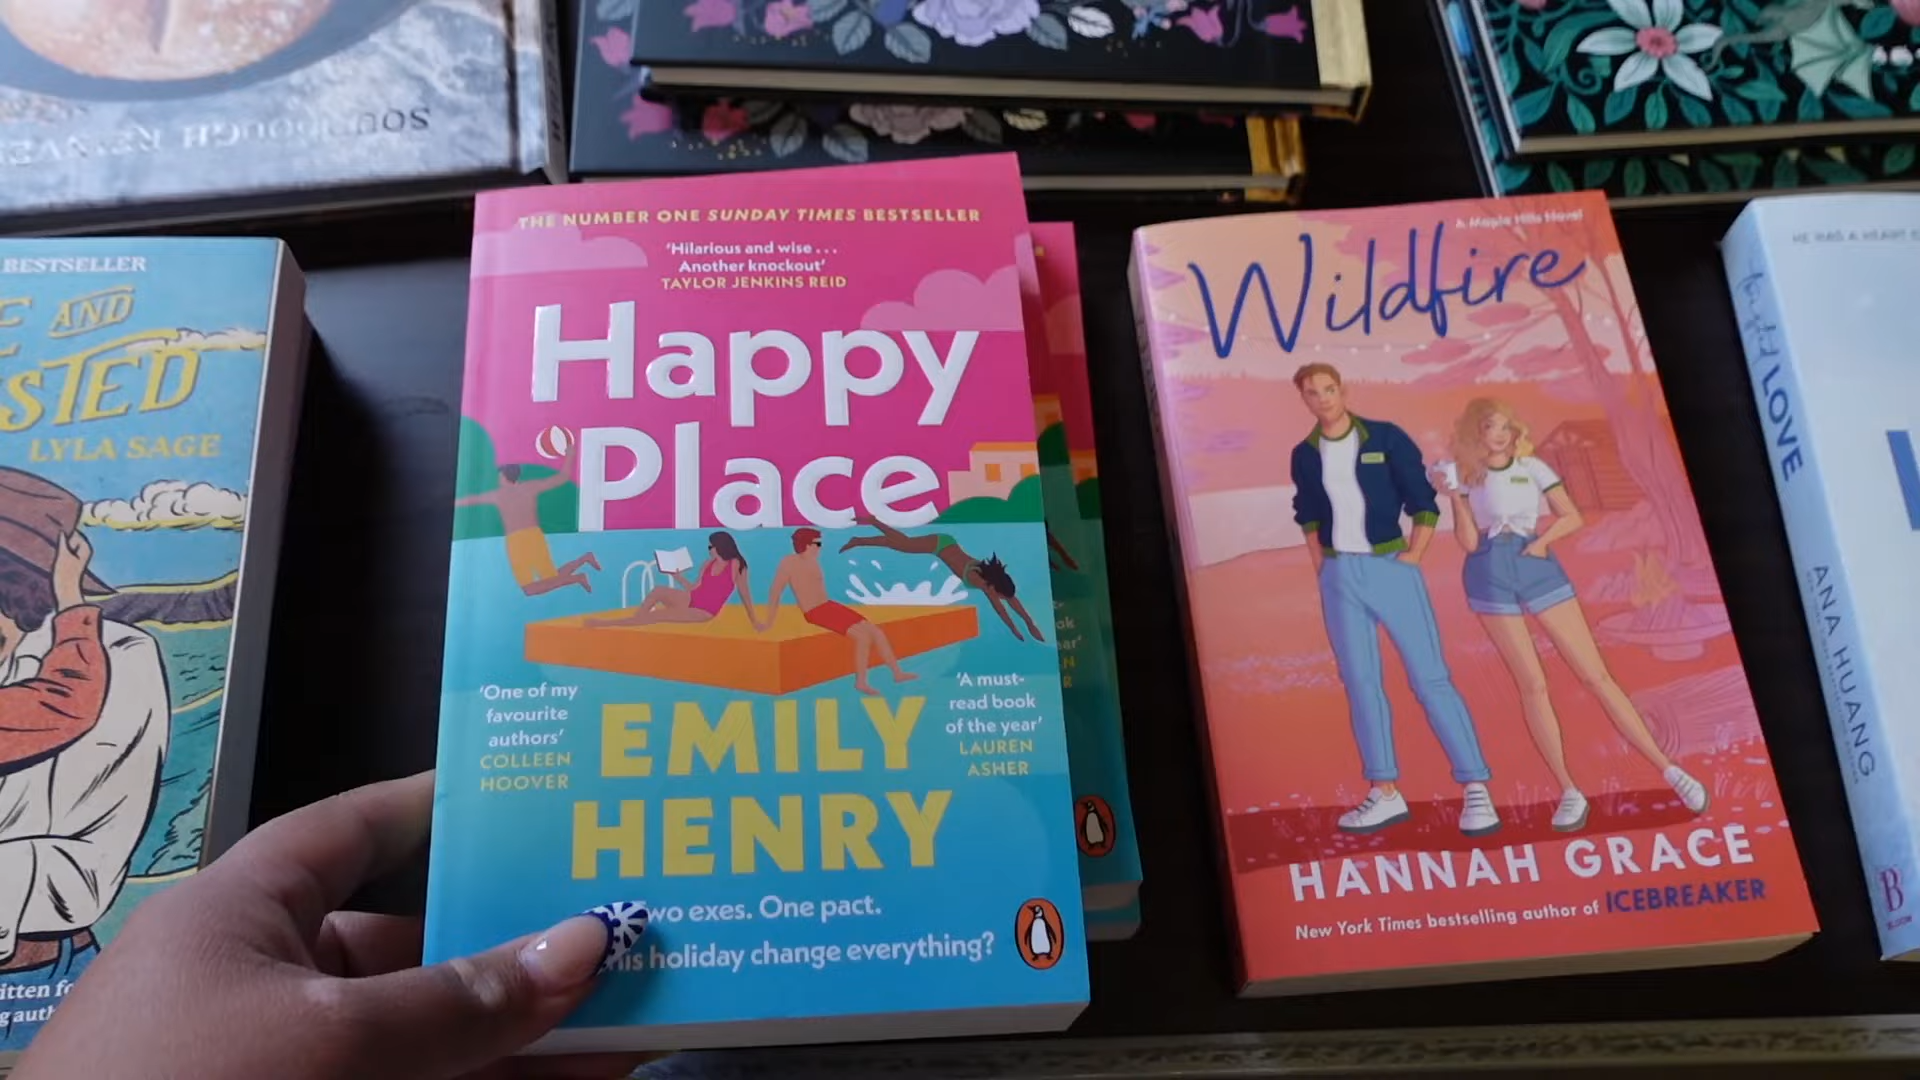 SOURDOUGH
BESTSELLER
AND
LYLA SAGE
THE NUMBER ONE SUNDAY TIMES BESTSELLER
'Hilarious and wise ...
Another knockout'
TAYLOR JENKINS REID
Happy
Place
'One of my
favourite
authors'
COLLEEN
HOOVER
'A must-
read book
of the year'
LAUREN
ASHER
EMILY
HENRY
wo exes. One pact.
his holiday change everything?
A Maple Hills Novel
Wildfire
HANNAH GRACE
New York Times bestselling author of ICEBREAKER
LOVE
ANA HUANG